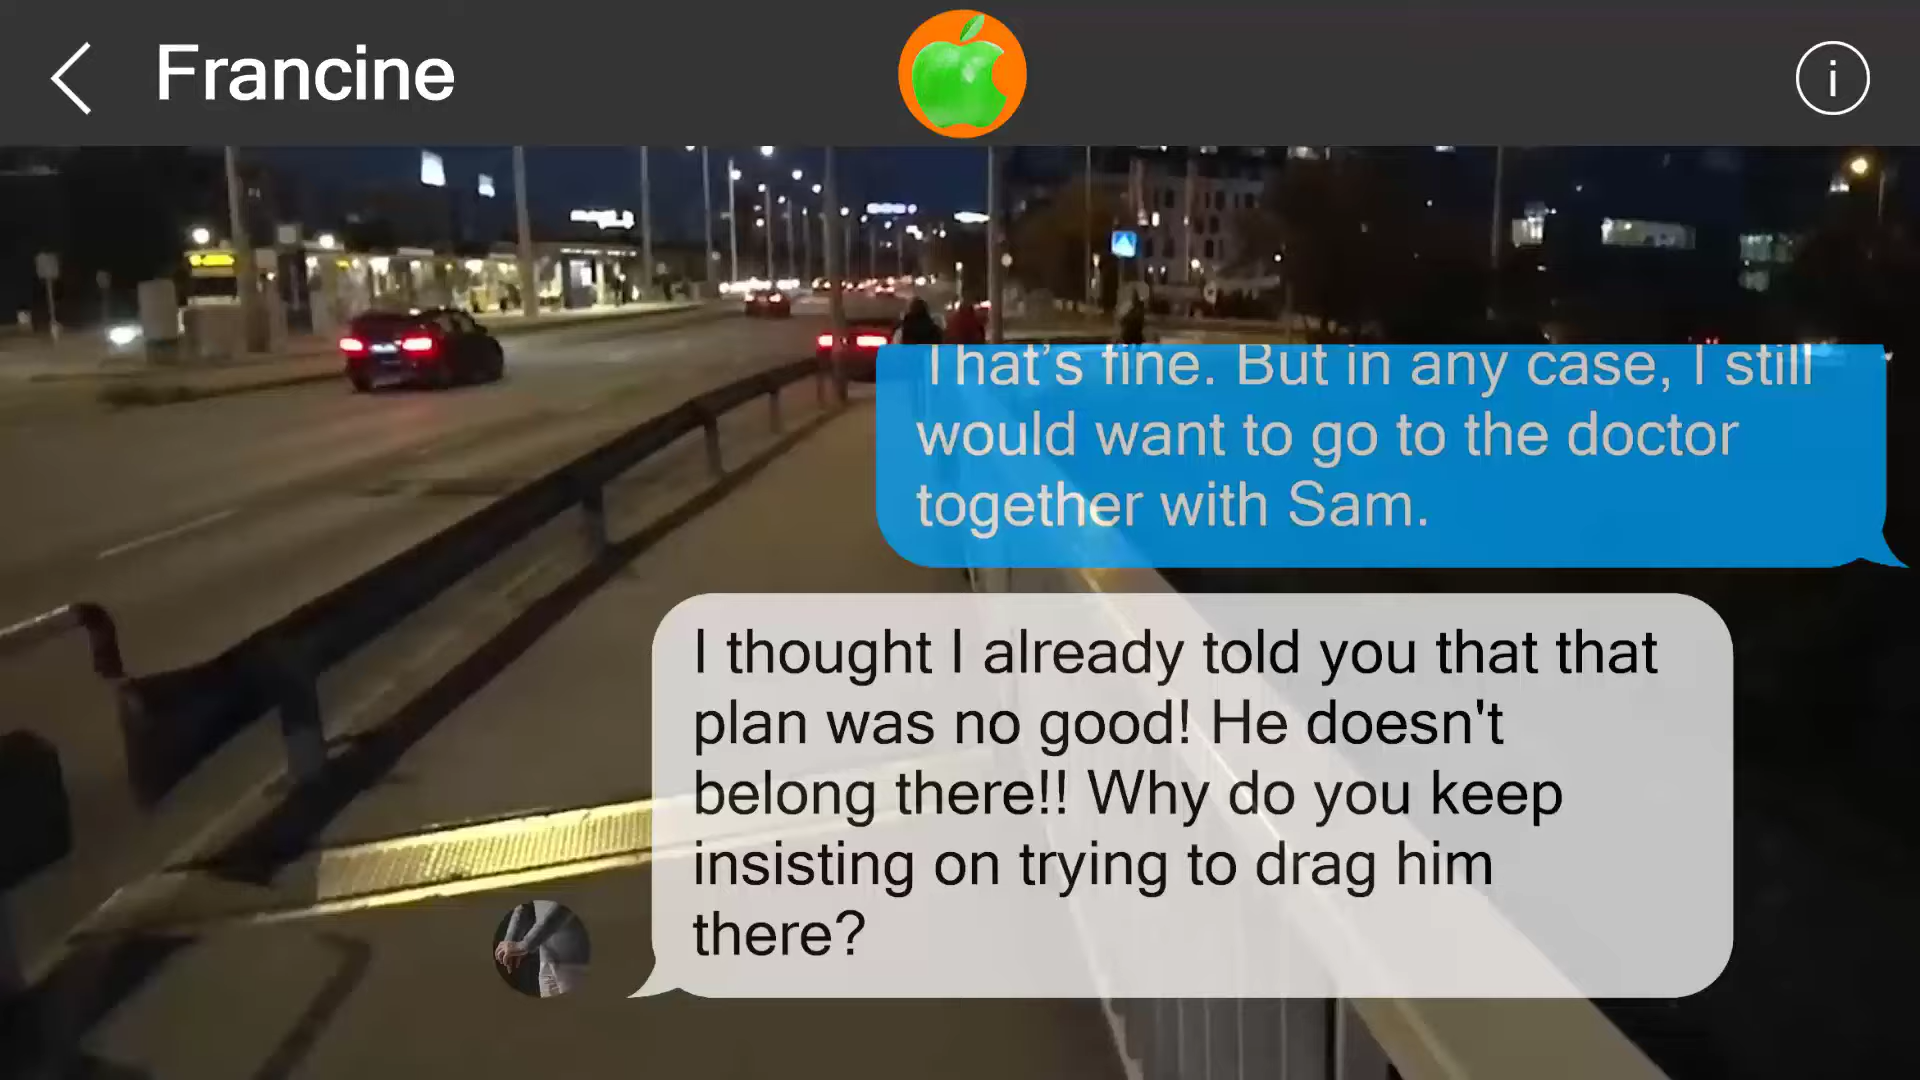 Francine
That's fine. But in any case, I still
would want to go to the doctor
together with Sam.
I thought I already told you that that
plan was no good! He doesn't
belong there!! Why do you keep
insisting on trying to drag him
there?